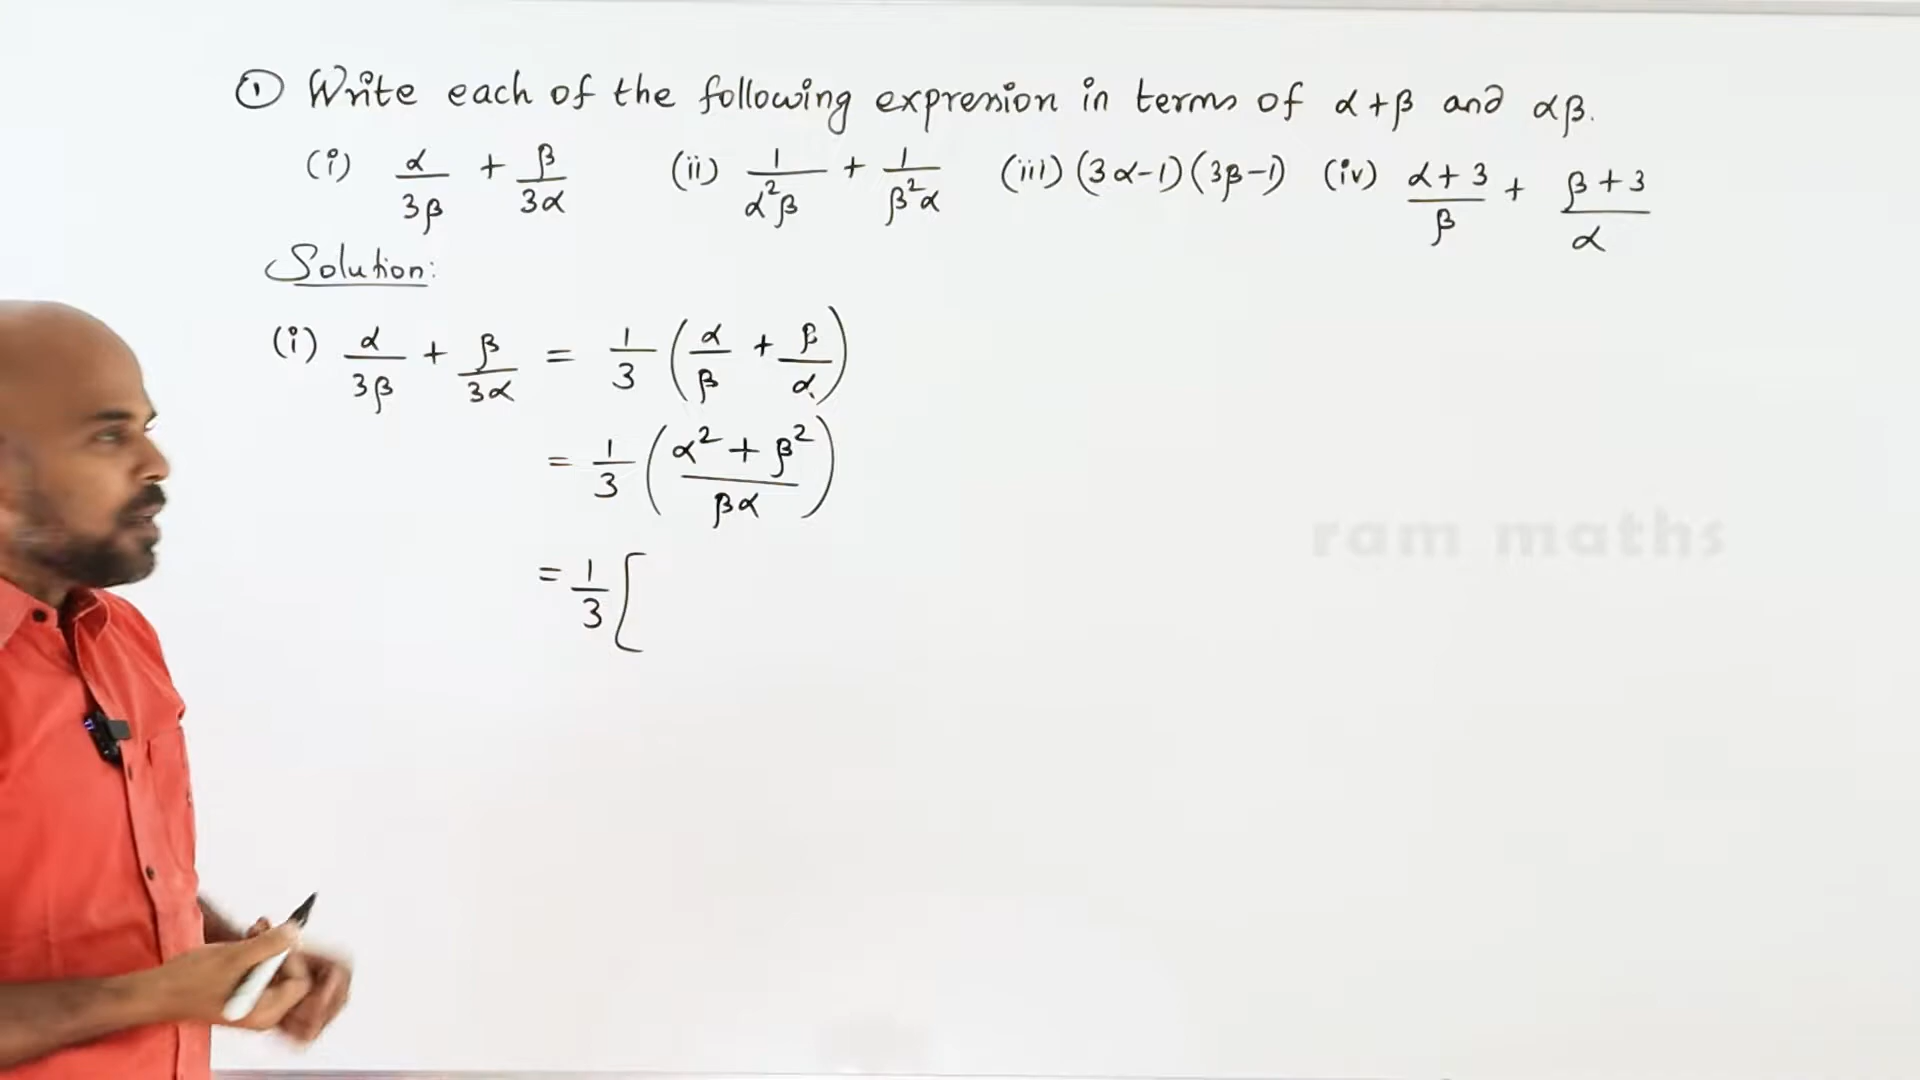 ① Write each of the following expression in terms of α+β and αβ.
(i) α/3β + β/3α (ii) 1/α²β + 1/β²α (iii) (3α-1)(3β-1) (iv) α+3/β + β+3/α
Solution:
(i) α/3β + β/3α = 1/3 (α/β + β/α)
= 1/3 (α² + β²/βα)
= 1/3 [
ram maths